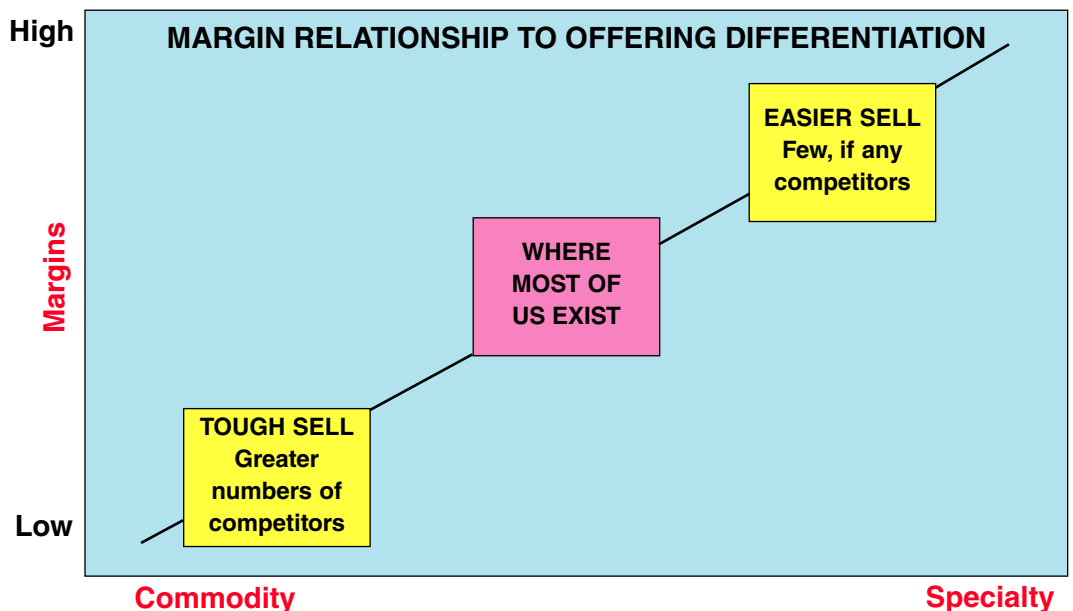 High
MARGIN RELATIONSHIP TO OFFERING DIFFERENTIATION
EASIER SELL
Few, if any
competitors
Margins
WHERE
MOST OF
US EXIST
TOUGH SELL
Greater
numbers of
competitors
Low
Commodity
Specialty